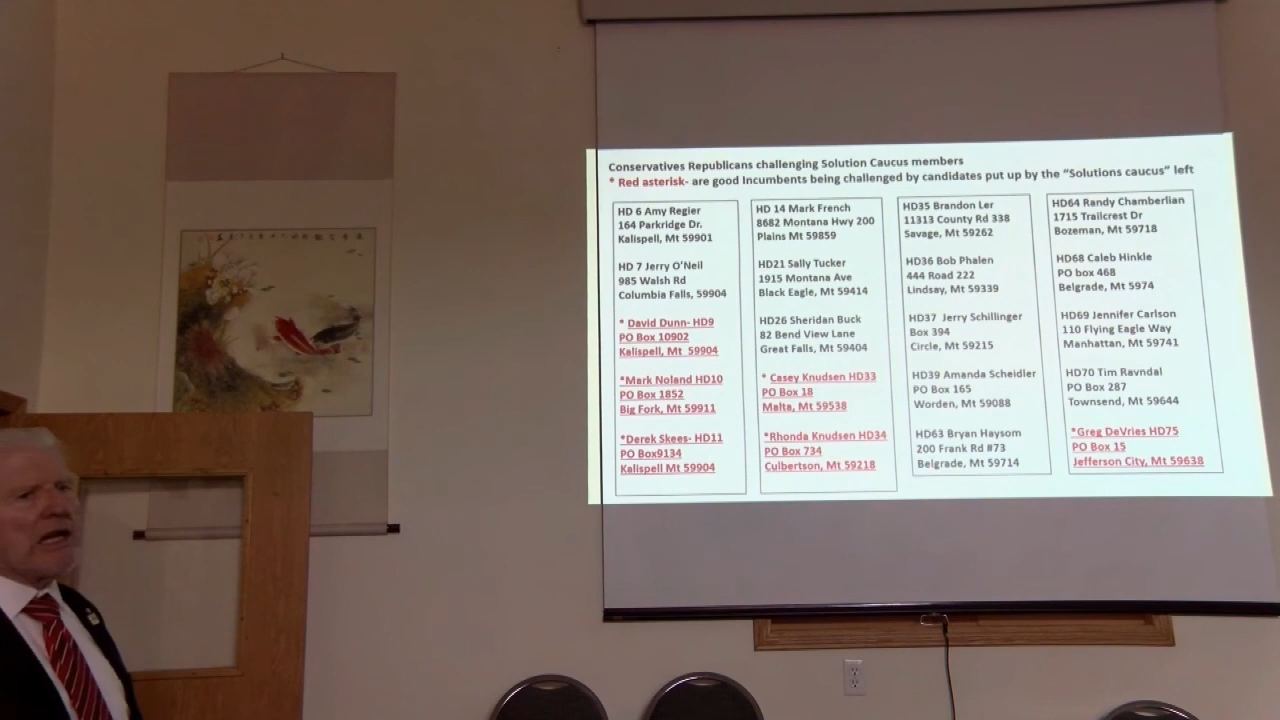 Conservatives Republicans challenging Solution Caucus members
* Red asterisk- are good Incumbents being challenged by candidates put up by the “Solutions caucus” left
HD 6 Amy Regier
164 Parkridge Dr.
Kalispell, Mt 59901
HD 7 Jerry O'Neil
985 Walsh Rd
Columbia Falls, 59904
* David Dunn- HD9
PO Box 10902
Kalispell, Mt 59904
*Mark Noland HD10
PO Box 1852
Big Fork, Mt 59911
*Derek Skees- HD11
PO Box9134
Kalispell Mt 59904
HD 14 Mark French
8682 Montana Hwy 200
Plains Mt 59859
HD21 Sally Tucker
1915 Montana Ave
Black Eagle, Mt 59414
HD26 Sheridan Buck
82 Bend View Lane
Great Falls, Mt 59404
* Casey Knudsen HD33
PO Box 18
Malta, Mt 59538
*Rhonda Knudsen HD34
PO Box 734
Culbertson, Mt 59218
HD35 Brandon Ler
11313 County Rd 338
Savage, Mt 59262
HD36 Bob Phalen
444 Road 222
Lindsay, Mt 59339
HD37 Jerry Schillinger
Box 394
Circle, Mt 59215
HD39 Amanda Scheidler
PO Box 165
Worden, Mt 59088
HD63 Bryan Haysom
200 Frank Rd #73
Belgrade, Mt 59714
HD64 Randy Chamberlian
1715 Trailcrest Dr
Bozeman, Mt 59718
HD68 Caleb Hinkle
PO box 468
Belgrade, Mt 5974
HD69 Jennifer Carlson
110 Flying Eagle Way
Manhattan, Mt 59741
HD70 Tim Ravndal
PO Box 287
Townsend, Mt 59644
*Greg DeVries HD75
PO Box 15
Jefferson City, Mt 59638